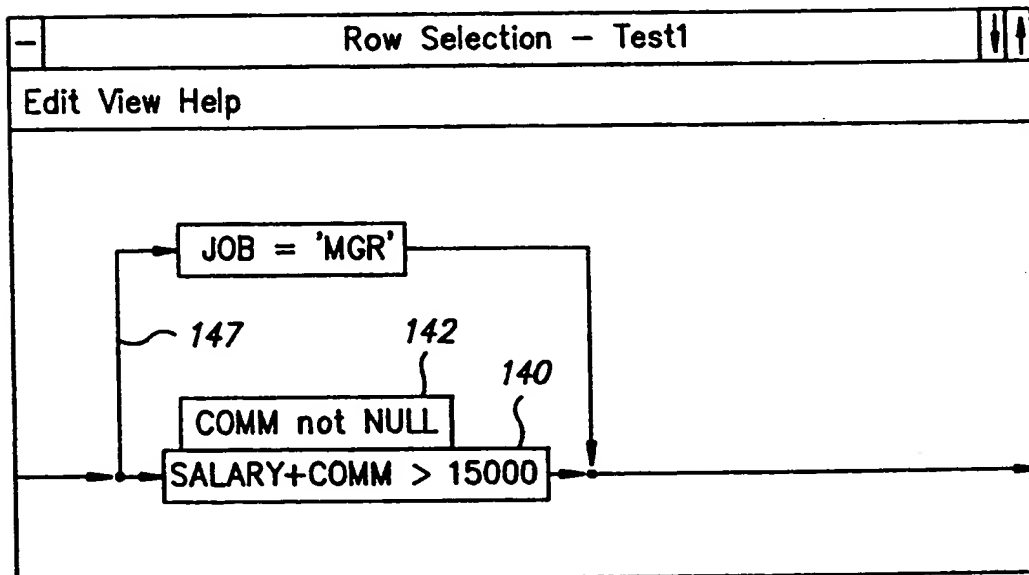 Row Selection – Test1
Edit View Help
JOB = 'MGR'
147
142
140
COMM not NULL
SALARY+COMM > 15000